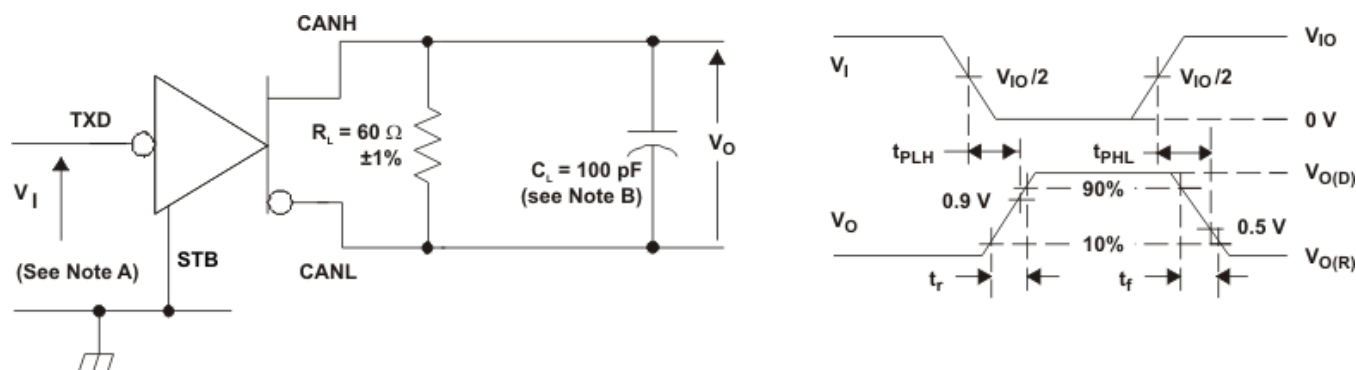 CANH
TXD
R_L = 60 Ω
±1%
C_L = 100 pF
(see Note B)
V_O
V_I
(See Note A)
STB
CANL
V_I
V_IO/2
V_IO/2
V_IO
0 V
t_PLH
t_PHL
V_O(D)
90%
0.9 V
V_O
0.5 V
10%
V_O(R)
t_r
t_f